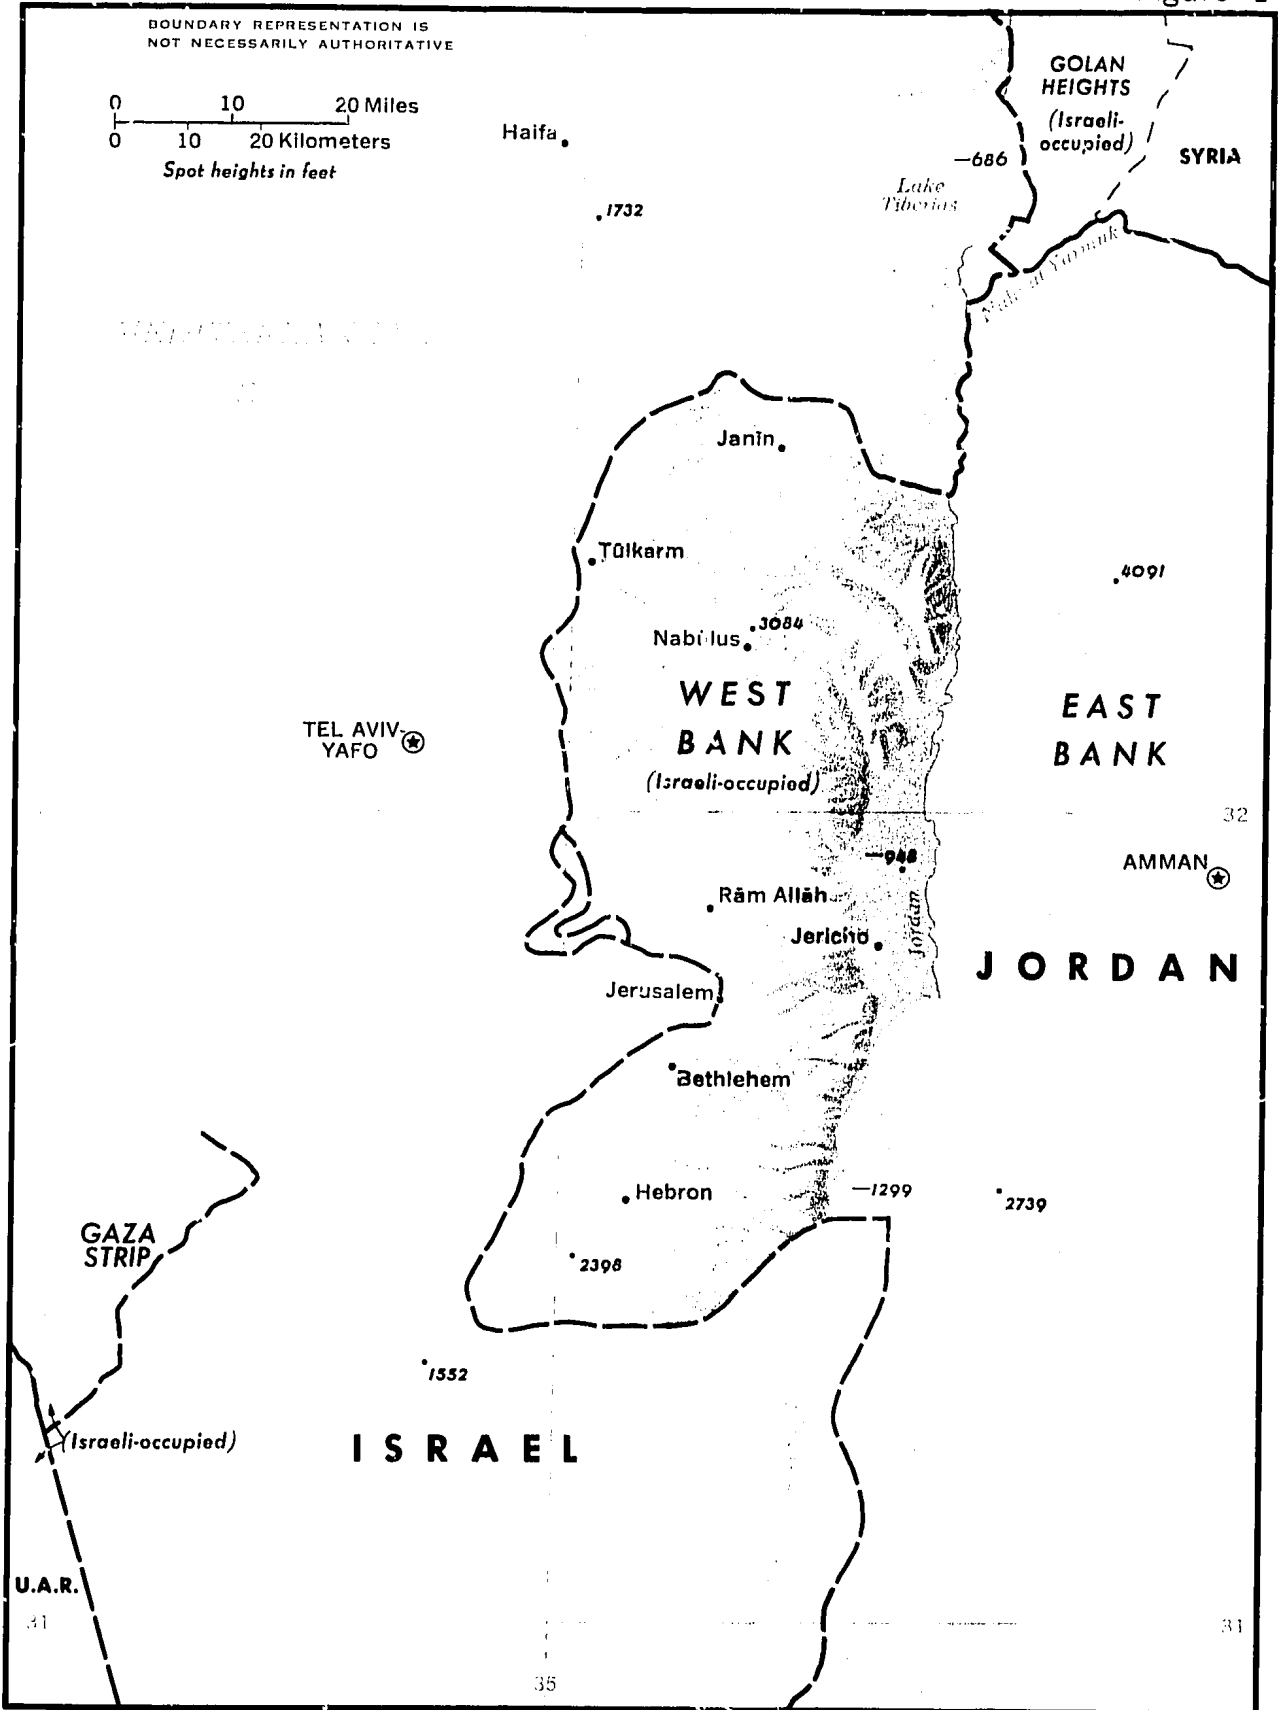 BOUNDARY REPRESENTATION IS
NOT NECESSARILY AUTHORITATIVE
0 10 20 Miles
0 10 20 Kilometers
Spot heights in feet
GOLAN
HEIGHTS
(Israeli-
occupied)
SYRIA
Haifa
—686
Lake
Tiberias
1732
Yarmuk
Janīn
Tūlkarm
4091
3084
Nabulus
WEST
BANK
(Israeli-occupied)
EAST
BANK
TEL AVIV-
YAFO
32
—948
AMMAN
Rām Allāh
Jericho
Jordan
JORDAN
Jerusalem
Bethlehem
Hebron
—1299
2739
GAZA
STRIP
2398
1552
(Israeli-occupied)
ISRAEL
U.A.R.
31
31
35